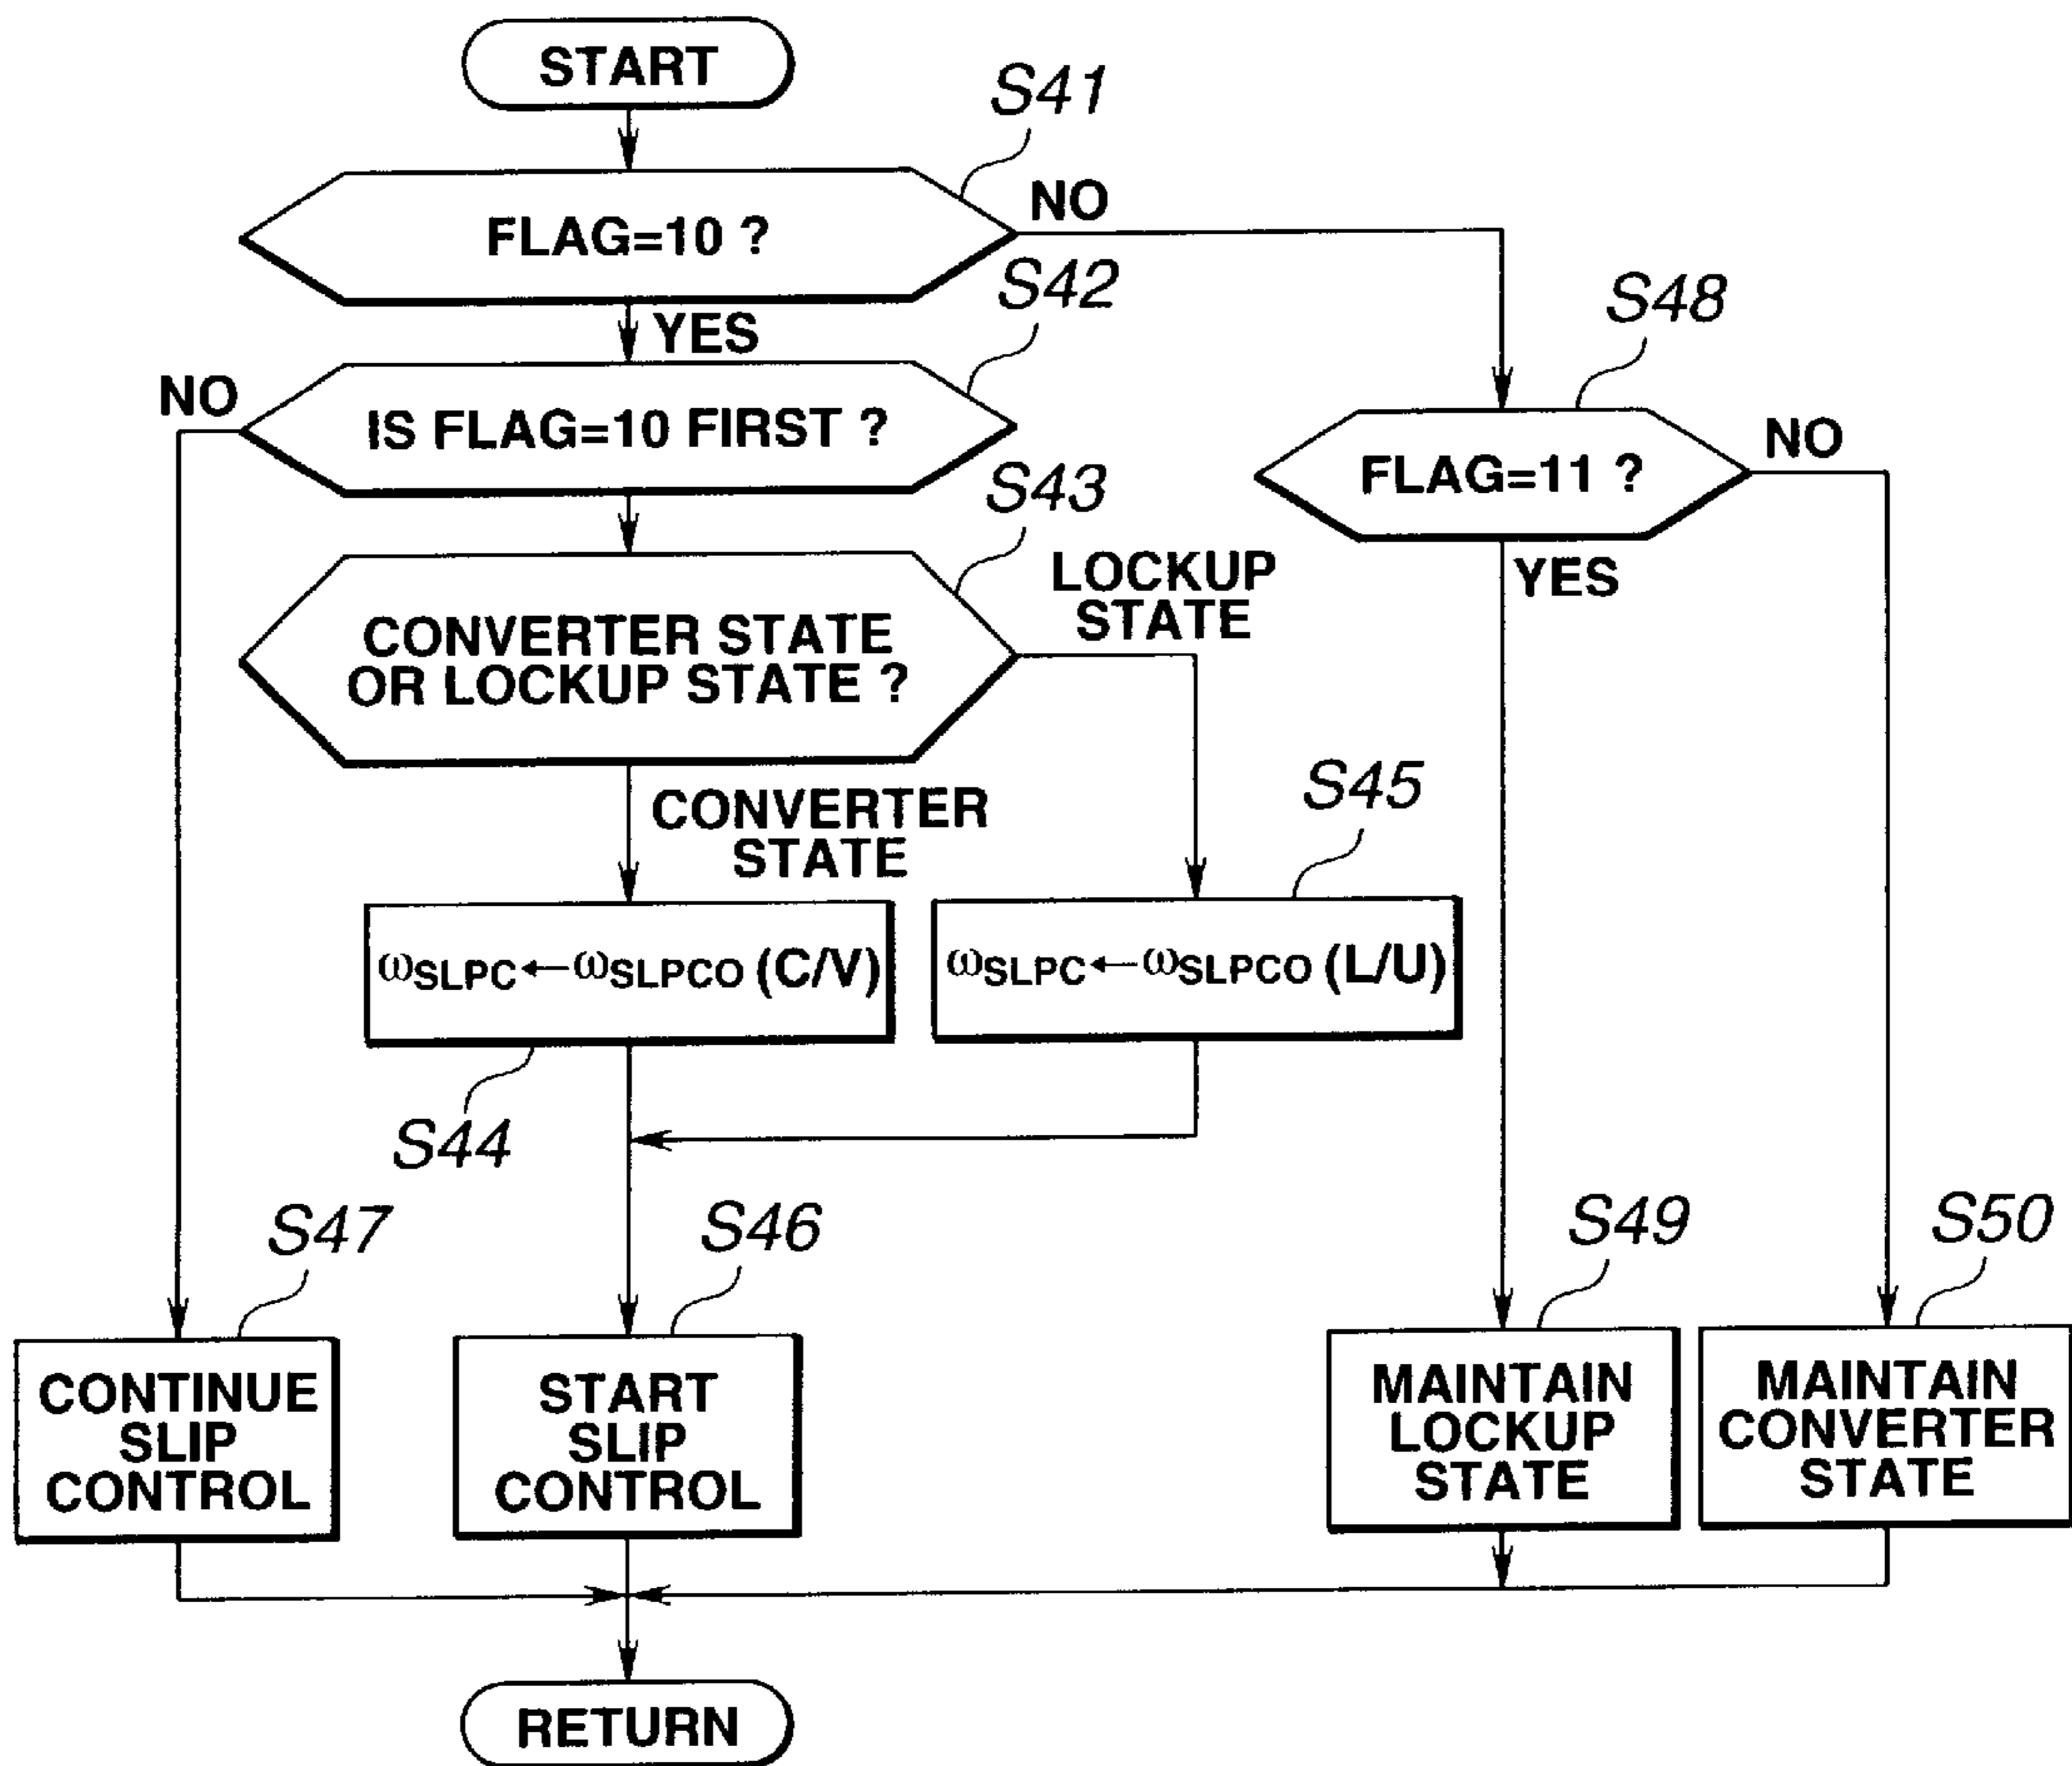 START
S41
FLAG=10 ?
NO
YES
S42
IS FLAG=10 FIRST ?
NO
S48
FLAG=11 ?
NO
YES
S43
CONVERTER STATE
OR LOCKUP STATE ?
LOCKUP
STATE
CONVERTER
STATE
S45
ωSLPC←ωSLPCO (C/V)
ωSLPC←ωSLPCO (L/U)
S44
S47
S46
S49
S50
CONTINUE
SLIP
CONTROL
START
SLIP
CONTROL
MAINTAIN
LOCKUP
STATE
MAINTAIN
CONVERTER
STATE
RETURN